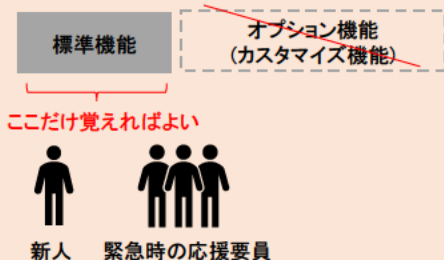 標準機能
オプション機能
(カスタマイズ機能)
ここだけ覚えればよい
新人
緊急時の応援要員